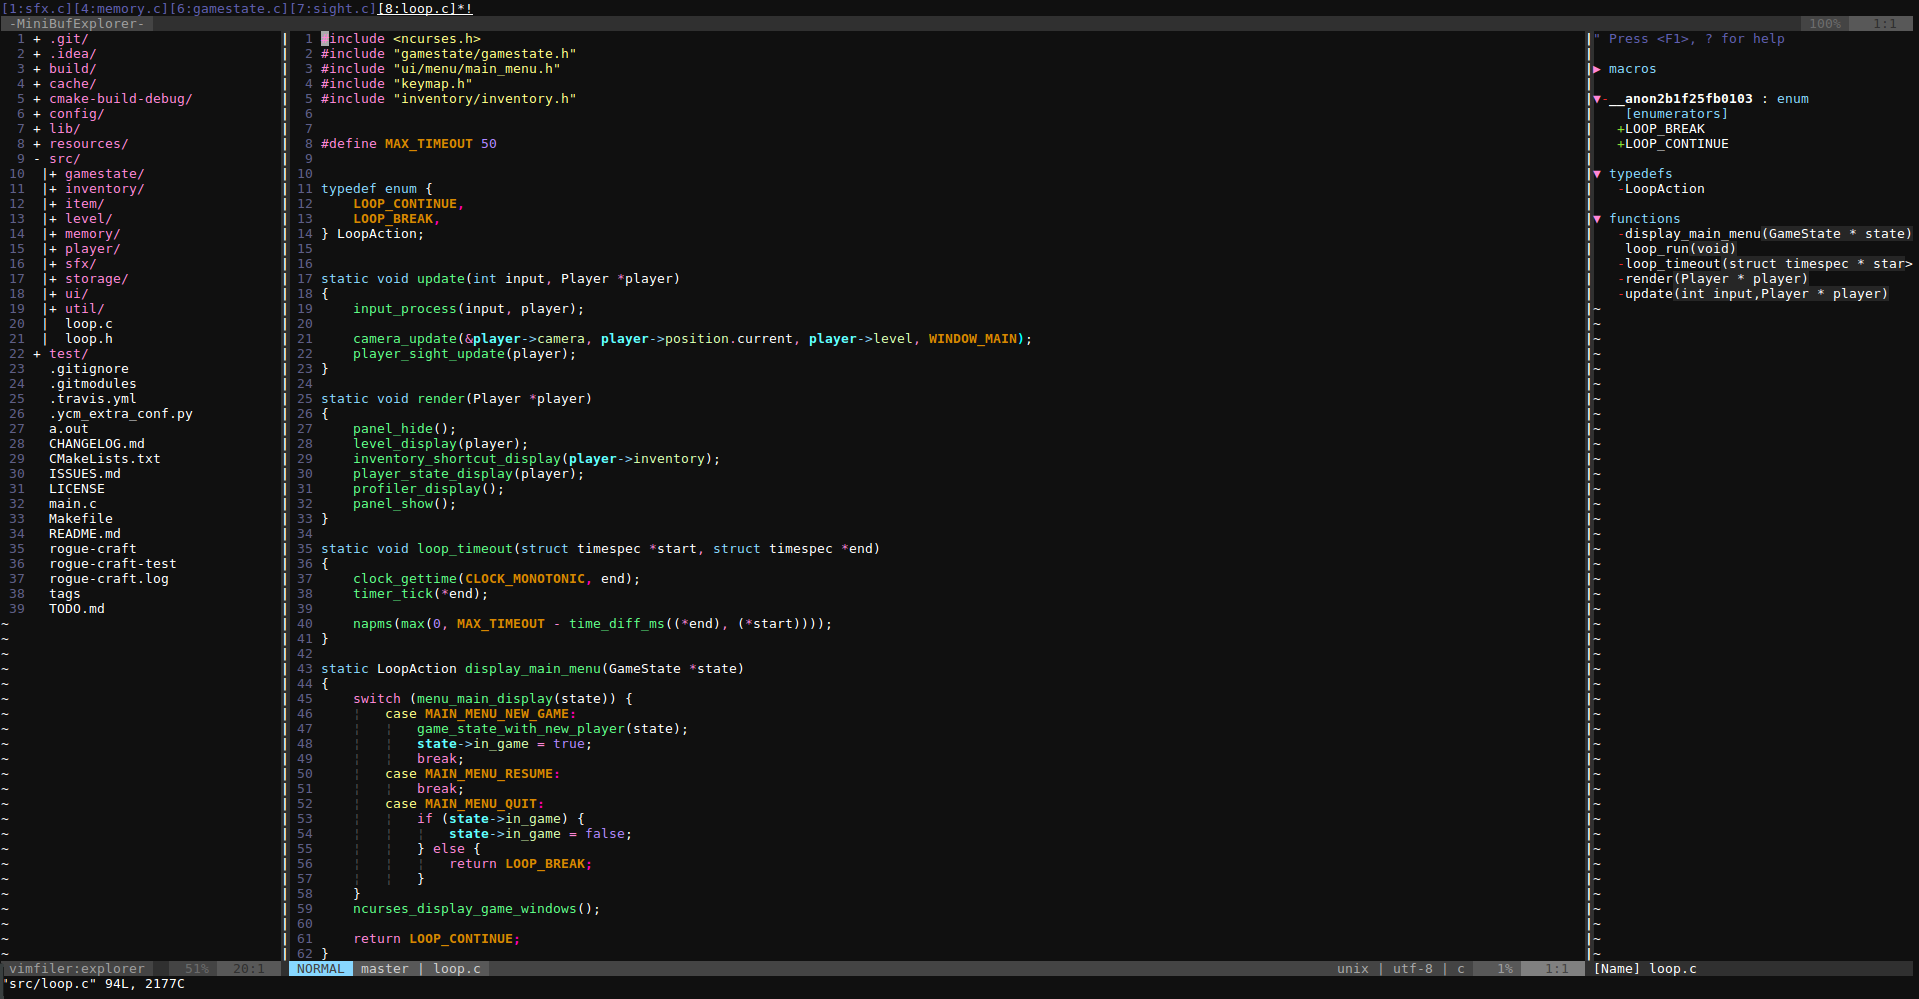 [1:sfx.c][4:memory.c][6:gamestate.c][7:sight.c][8:loop.c]*!
-MiniBufExplorer- 100% 1:1
1 + .git/
2 + .idea/
3 + build/
4 + cache/
5 + cmake-build-debug/
6 + config/
7 + lib/
8 + resources/
9 - src/
10 |+ gamestate/
11 |+ inventory/
12 |+ item/
13 |+ level/
14 |+ memory/
15 |+ player/
16 |+ sfx/
17 |+ storage/
18 |+ ui/
19 |+ util/
20 | loop.c
21 | loop.h
22 + test/
23 .gitignore
24 .gitmodules
25 .travis.yml
26 .ycm_extra_conf.py
27 a.out
28 CHANGELOG.md
29 CMakeLists.txt
30 ISSUES.md
31 LICENSE
32 main.c
33 Makefile
34 README.md
35 rogue-craft
36 rogue-craft-test
37 rogue-craft.log
38 tags
39 TODO.md
vimfiler:explorer 51% 20:1
1 #include <ncurses.h>
2 #include "gamestate/gamestate.h"
3 #include "ui/menu/main_menu.h"
4 #include "keymap.h"
5 #include "inventory/inventory.h"
6
7
8 #define MAX_TIMEOUT 50
9
10
11 typedef enum {
12     LOOP_CONTINUE,
13     LOOP_BREAK,
14 } LoopAction;
15
16
17 static void update(int input, Player *player)
18 {
19     input_process(input, player);
20
21     camera_update(&player->camera, player->position.current, player->level, WINDOW_MAIN);
22     player_sight_update(player);
23 }
24
25 static void render(Player *player)
26 {
27     panel_hide();
28     level_display(player);
29     inventory_shortcut_display(player->inventory);
30     player_state_display(player);
31     profiler_display();
32     panel_show();
33 }
34
35 static void loop_timeout(struct timespec *start, struct timespec *end)
36 {
37     clock_gettime(CLOCK_MONOTONIC, end);
38     timer_tick(*end);
39
40     napms(max(0, MAX_TIMEOUT - time_diff_ms((*end), (*start))));
41 }
42
43 static LoopAction display_main_menu(GameState *state)
44 {
45     switch (menu_main_display(state)) {
46     ¦   case MAIN_MENU_NEW_GAME:
47     ¦   ¦   game_state_with_new_player(state);
48     ¦   ¦   state->in_game = true;
49     ¦   ¦   break;
50     ¦   case MAIN_MENU_RESUME:
51     ¦   ¦   break;
52     ¦   case MAIN_MENU_QUIT:
53     ¦   ¦   if (state->in_game) {
54     ¦   ¦   ¦   state->in_game = false;
55     ¦   ¦   } else {
56     ¦   ¦   ¦   return LOOP_BREAK;
57     ¦   ¦   }
58     }
59     ncurses_display_game_windows();
60
61     return LOOP_CONTINUE;
62 }
NORMAL master | loop.c unix | utf-8 | c 1% 1:1
" Press <F1>, ? for help
▶ macros
▼-__anon2b1f25fb0103 : enum
[enumerators]
+LOOP_BREAK
+LOOP_CONTINUE
▼ typedefs
-LoopAction
▼ functions
-display_main_menu(GameState * state)
loop_run(void)
-loop_timeout(struct timespec * star>
-render(Player * player)
-update(int input,Player * player)
[Name] loop.c
"src/loop.c" 94L, 2177C